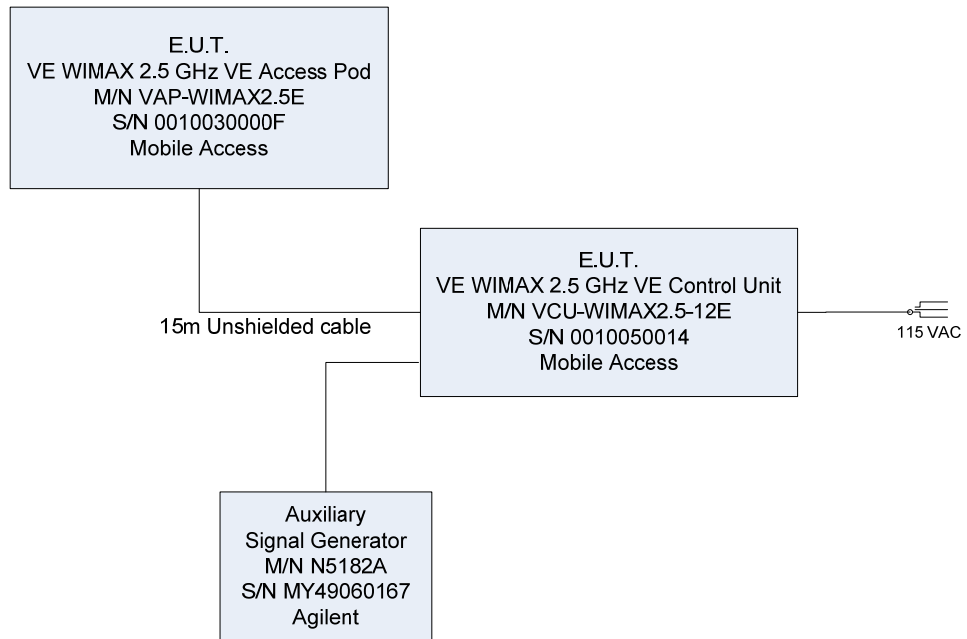 E.U.T.
VE WIMAX 2.5 GHz VE Access Pod
M/N VAP-WIMAX2.5E
S/N 0010030000F
Mobile Access
15m Unshielded cable
E.U.T.
VE WIMAX 2.5 GHz VE Control Unit
M/N VCU-WIMAX2.5-12E
S/N 0010050014
Mobile Access
115 VAC
Auxiliary
Signal Generator
M/N N5182A
S/N MY49060167
Agilent